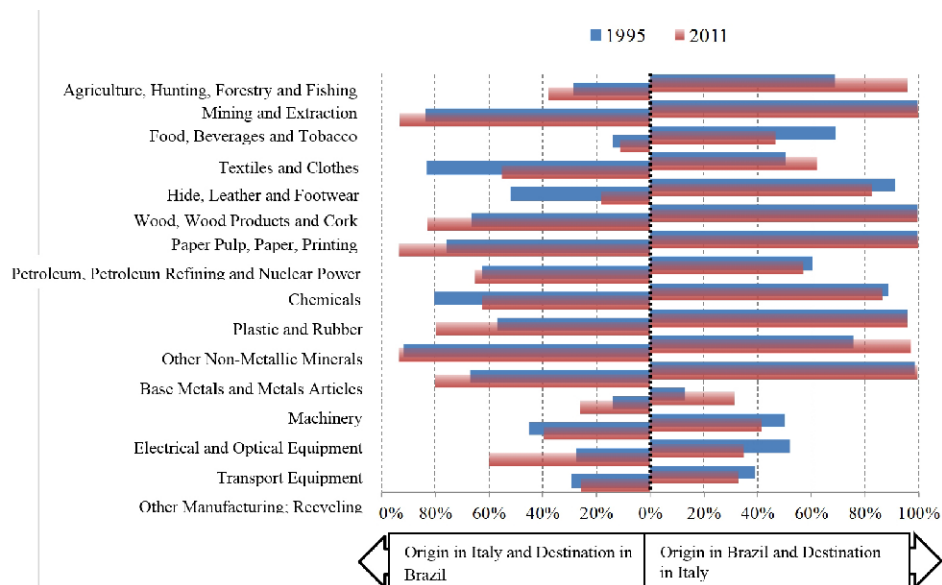 1995 2011
Agriculture, Hunting, Forestry and Fishing
Mining and Extraction
Food, Beverages and Tobacco
Textiles and Clothes
Hide, Leather and Footwear
Wood, Wood Products and Cork
Paper Pulp, Paper, Printing
Petroleum, Petroleum Refining and Nuclear Power
Chemicals
Plastic and Rubber
Other Non-Metallic Minerals
Base Metals and Metals Articles
Machinery
Electrical and Optical Equipment
Transport Equipment
Other Manufacturing; Recycling
0% 80% 60% 40% 20% 0% 20% 40% 60% 80% 100%
Origin in Italy and Destination in
Brazil
Origin in Brazil and Destination
in Italy